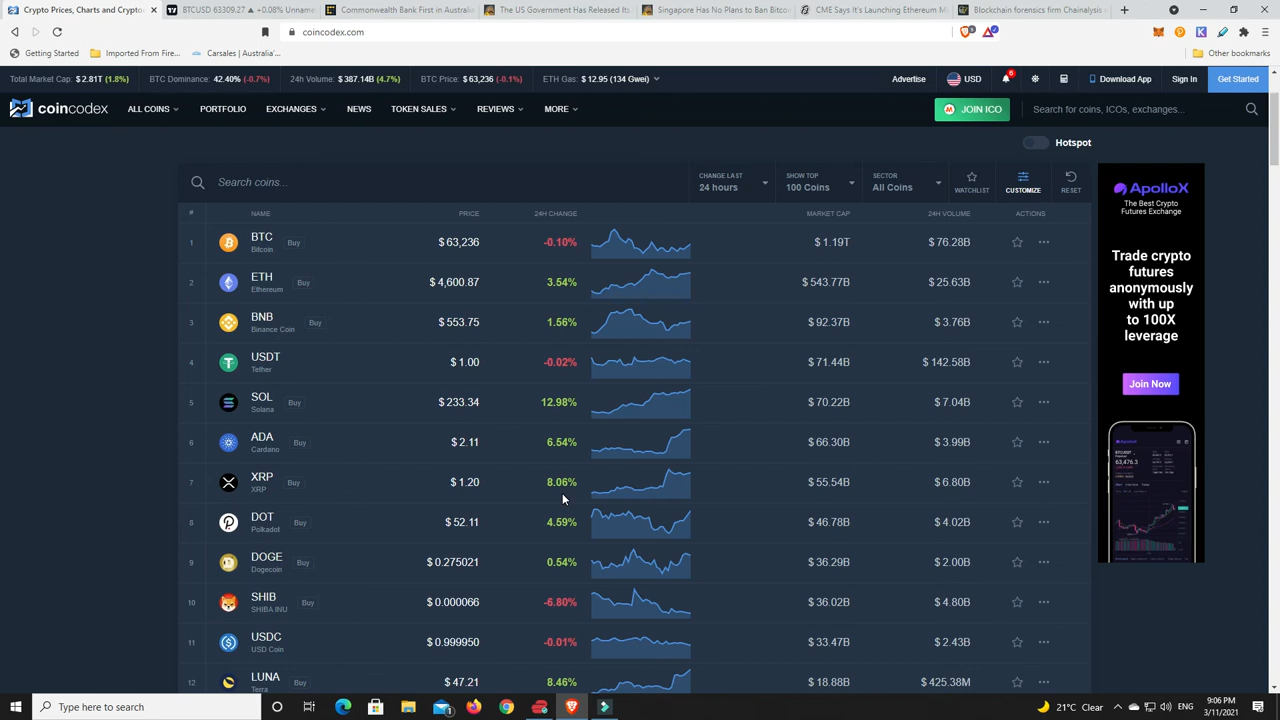 Crypto Prices, Charts and Cryptoc
BTCUSD 63309.27 ▲ +0.08% Unname
Commonwealth Bank First in Australi
The US Government Has Released Its
Singapore Has No Plans to Ban Bitco
CME Says It's Launching Ethereum M
Blockchain forensics firm Chainalysis
coincodex.com
Getting Started
Imported From Fire...
Carsales | Australia'...
Other bookmarks
Total Market Cap: $ 2.81T (1.8%)
BTC Dominance: 42.40% (-0.7%)
24h Volume: $ 387.14B (4.7%)
BTC Price: $ 63,236 (-0.1%)
ETH Gas: $ 12.95 (134 Gwei)
Advertise
USD
6
Download App
Sign In
Get Started
coincodex
ALL COINS
PORTFOLIO
EXCHANGES
NEWS
TOKEN SALES
REVIEWS
MORE
JOIN ICO
Search for coins, ICOs, exchanges...
Hotspot
Search coins...
CHANGE LAST
24 hours
SHOW TOP
100 Coins
SECTOR
All Coins
WATCHLIST
CUSTOMIZE
RESET
# NAME PRICE 24H CHANGE MARKET CAP 24H VOLUME ACTIONS
1 BTC Bitcoin Buy $ 63,236 -0.10% $ 1.19T $ 76.28B
2 ETH Ethereum Buy $ 4,600.87 3.54% $ 543.77B $ 25.63B
3 BNB Binance Coin Buy $ 553.75 1.56% $ 92.37B $ 3.76B
4 USDT Tether $ 1.00 -0.02% $ 71.44B $ 142.58B
5 SOL Solana Buy $ 233.34 12.98% $ 70.22B $ 7.04B
6 ADA Cardano Buy $ 2.11 6.54% $ 66.30B $ 3.99B
7 XRP XRP Buy $ 1.20 8.06% $ 55.54B $ 6.80B
8 DOT Polkadot Buy $ 52.11 4.59% $ 46.78B $ 4.02B
9 DOGE Dogecoin Buy 0.54% $ 36.29B $ 2.00B
10 SHIB SHIBA INU Buy $ 0.000066 -6.80% $ 36.02B $ 4.80B
11 USDC USD Coin $ 0.999950 -0.01% $ 33.47B $ 2.43B
12 LUNA Terra Buy $ 47.21 8.46% $ 18.88B $ 425.38M
ApolloX
The Best Crypto
Futures Exchange
Trade crypto
futures
anonymously
with up
to 100X
leverage
Join Now
63,476.3
Type here to search
21°C Clear
ENG
9:06 PM
3/11/2021